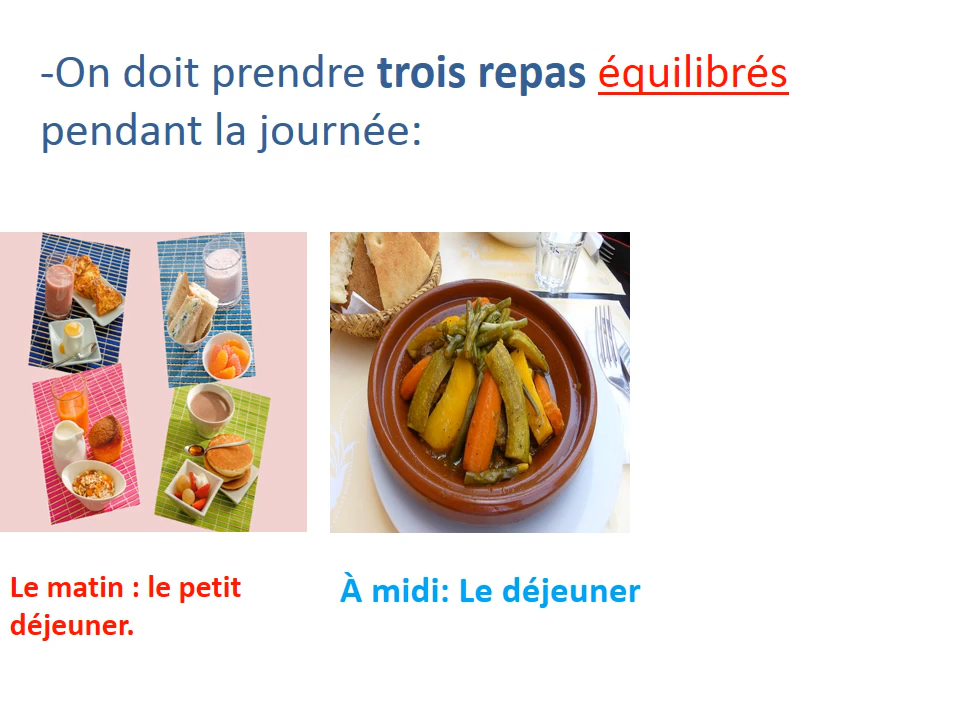 -On doit prendre trois repas équilibrés
pendant la journée:
Le matin : le petit
déjeuner.
À midi: Le déjeuner